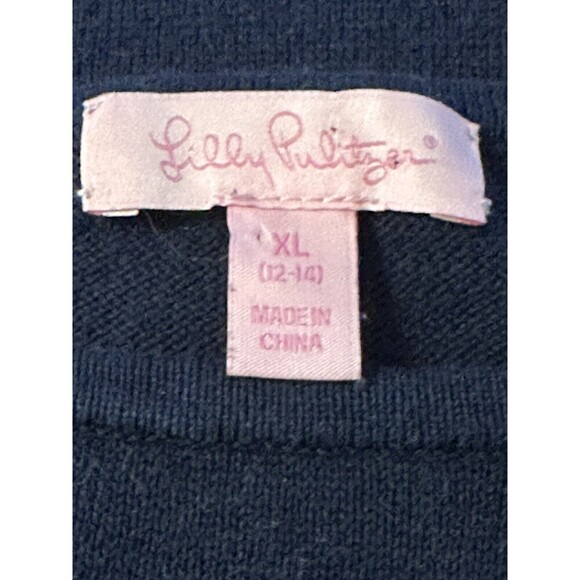 Lilly Pulitzer®
XL
(12-14)
MADE IN
CHINA